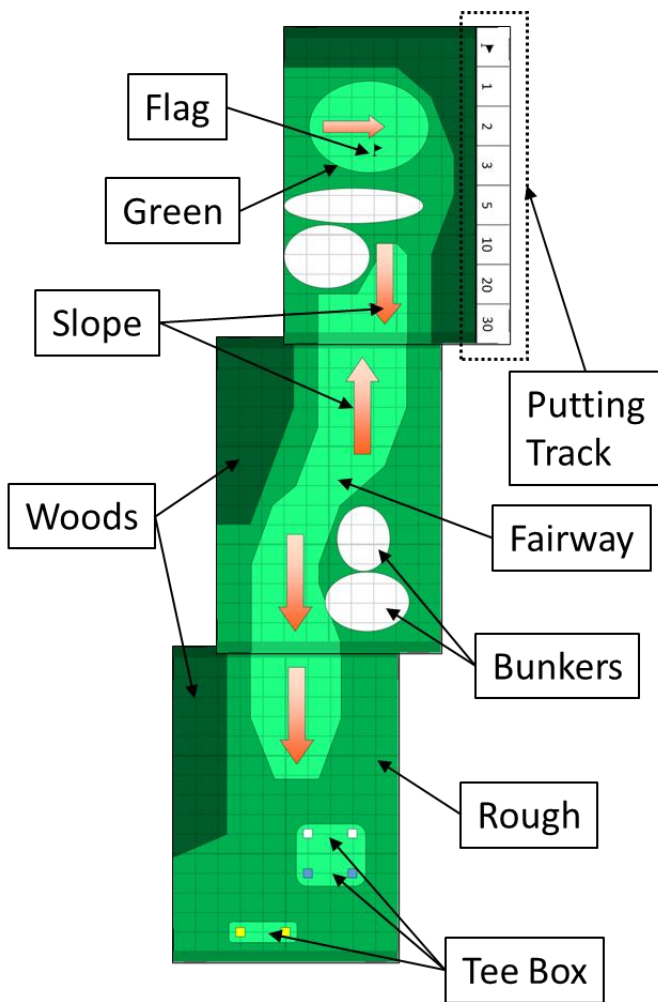 Flag
Green
1
2
3
5
10
20
30
Slope
Putting
Track
Woods
Fairway
Bunkers
Rough
Tee Box